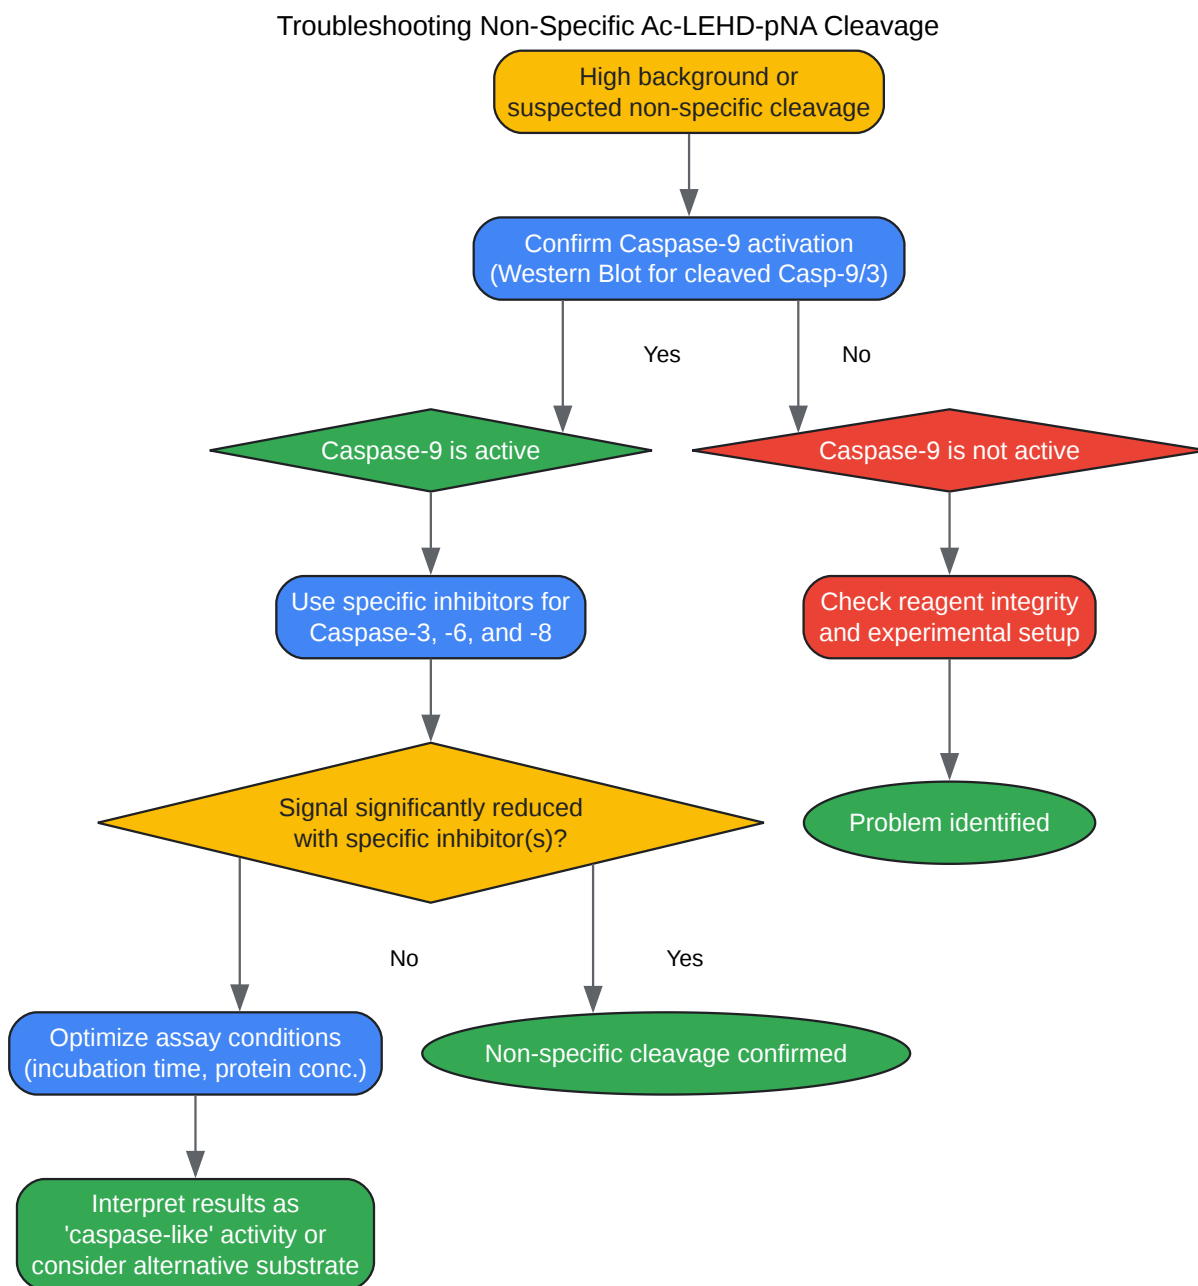 Troubleshooting Non-Specific Ac-LEHD-pNA Cleavage
High background or
suspected non-specific cleavage
Confirm Caspase-9 activation
(Western Blot for cleaved Casp-9/3)
Yes
No
Caspase-9 is active
Caspase-9 is not active
Use specific inhibitors for
Caspase-3, -6, and -8
Check reagent integrity
and experimental setup
Signal significantly reduced
with specific inhibitor(s)?
Problem identified
No
Yes
Optimize assay conditions
(incubation time, protein conc.)
Non-specific cleavage confirmed
Interpret results as
'caspase-like' activity or
consider alternative substrate